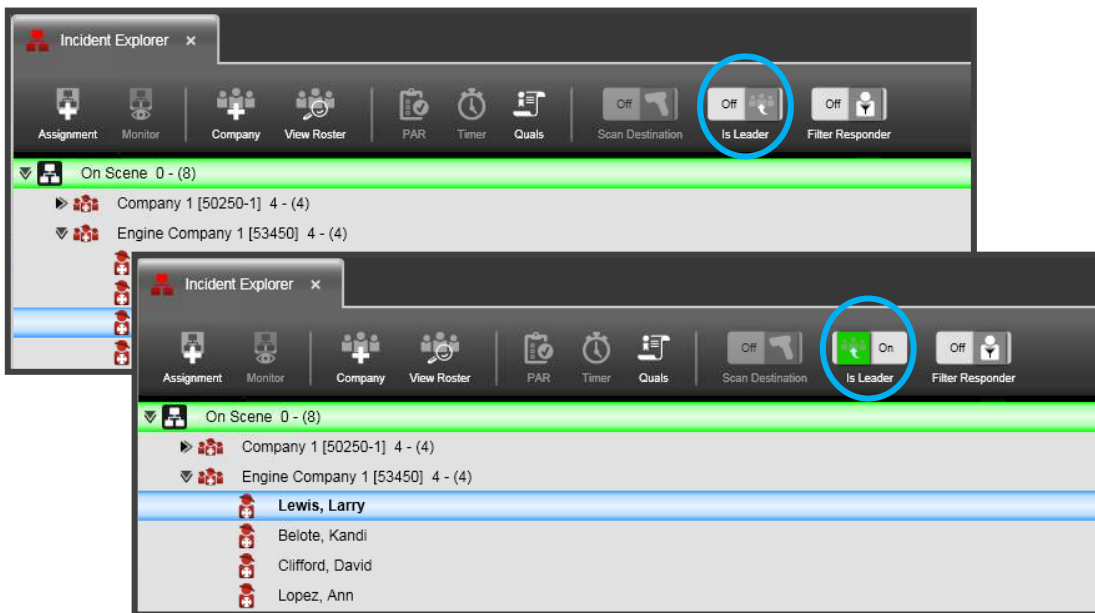 Incident Explorer ×
Off Off Off
Assignment Monitor Company View Roster PAR Timer Quals Scan Destination Is Leader Filter Responder
On Scene 0 - (8)
Company 1 [50250-1] 4 - (4)
Engine Company 1 [53450] 4 - (4)
Incident Explorer ×
Off On Off
Assignment Monitor Company View Roster PAR Timer Quals Scan Destination Is Leader Filter Responder
On Scene 0 - (8)
Company 1 [50250-1] 4 - (4)
Engine Company 1 [53450] 4 - (4)
Lewis, Larry
Belote, Kandi
Clifford, David
Lopez, Ann